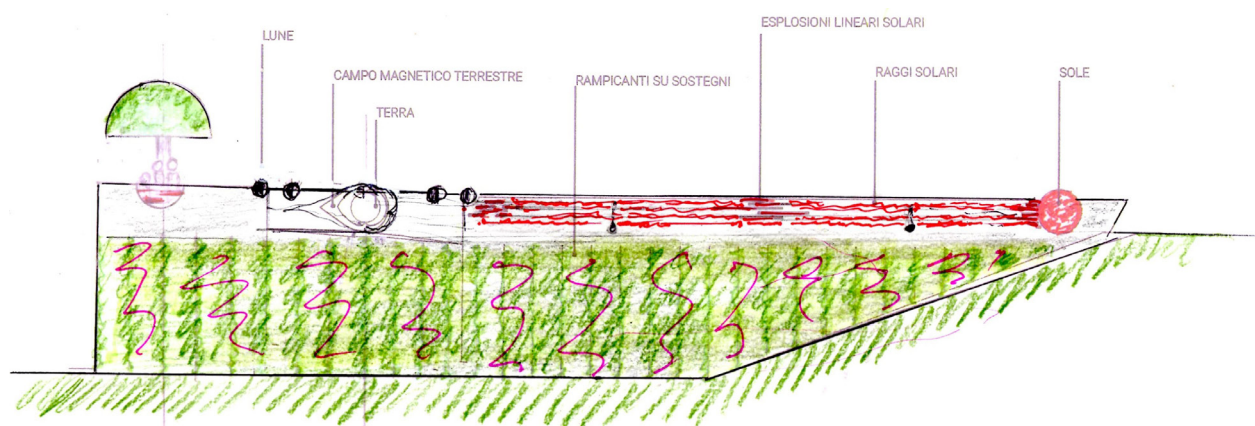 ESPLOSIONI LINEARI SOLARI
LUNE
CAMPO MAGNETICO TERRESTRE
RAMPICANTI SU SOSTEGNI
RAGGI SOLARI
SOLE
TERRA